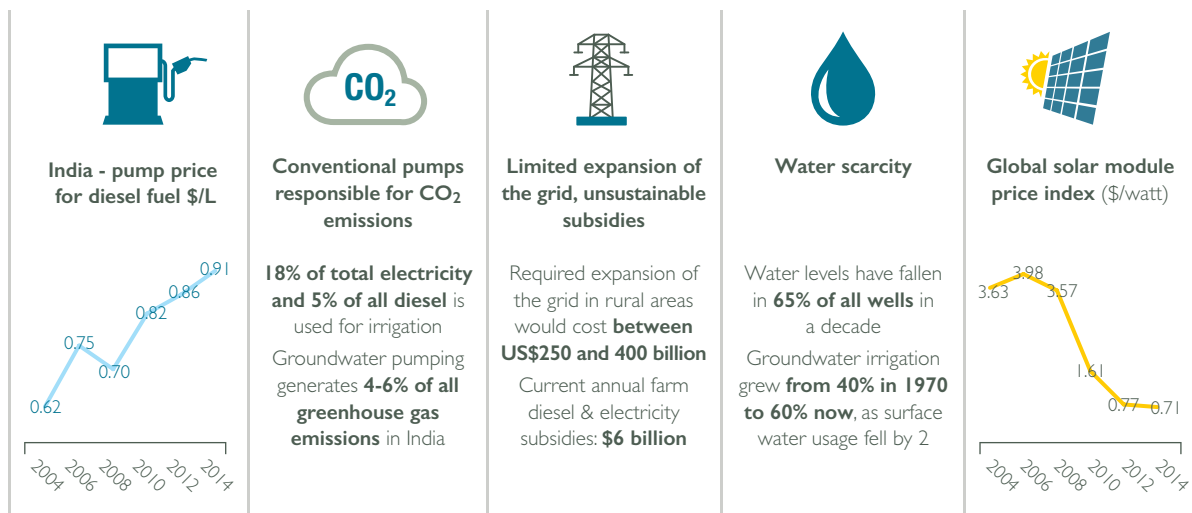 India - pump price
for diesel fuel $/L
0.62
0.75
0.70
0.82
0.86
0.91
2004
2006
2008
2010
2012
2014
CO2
Conventional pumps
responsible for CO2
emissions
18% of total electricity
and 5% of all diesel is
used for irrigation
Groundwater pumping
generates 4-6% of all
greenhouse gas
emissions in India
Limited expansion of
the grid, unsustainable
subsidies
Required expansion of
the grid in rural areas
would cost between
US$250 and 400 billion
Current annual farm
diesel & electricity
subsidies: $6 billion
Water scarcity
Water levels have fallen
in 65% of all wells in
a decade
Groundwater irrigation
grew from 40% in 1970
to 60% now, as surface
water usage fell by 2
Global solar module
price index ($/watt)
3.63
3.98
3.57
1.61
0.77
0.71
2004
2006
2008
2010
2012
2014